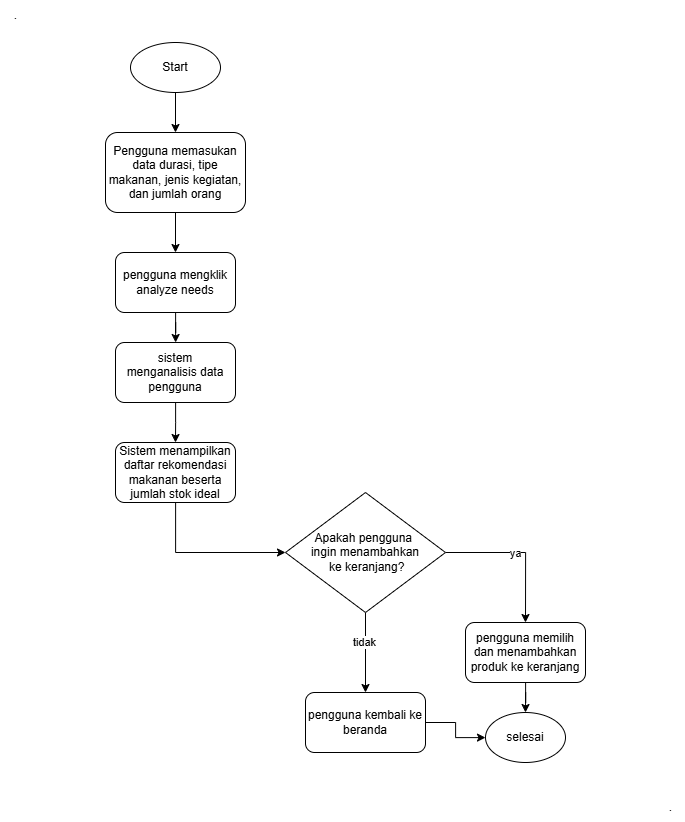 Start
Pengguna memasukan
data durasi, tipe
makanan, jenis kegiatan,
dan jumlah orang
pengguna mengklik
analyze needs
sistem
menganalisis data
pengguna
Sistem menampilkan
daftar rekomendasi
makanan beserta
jumlah stok ideal
Apakah pengguna
ingin menambahkan
ke keranjang?
ya
tidak
pengguna memilih
dan menambahkan
produk ke keranjang
pengguna kembali ke
beranda
selesai